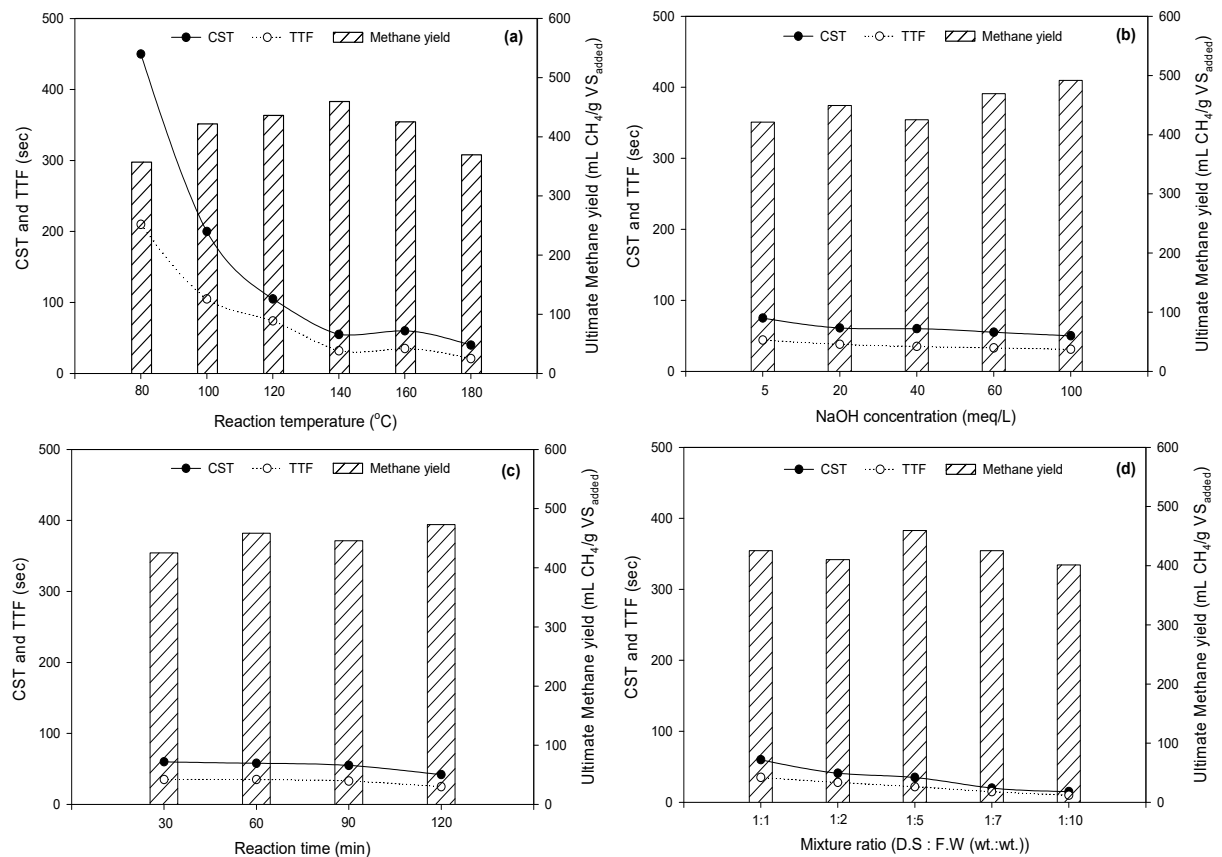 CST TTF Methane yield (a)
500
400
300
200
100
0
CST and TTF (sec)
600
500
400
300
200
100
0
Ultimate Methane yield (mL CH4/g VSadded)
80 100 120 140 160 180
Reaction temperature (°C)
CST TTF Methane yield (b)
500
400
300
200
100
0
CST and TTF (sec)
600
500
400
300
200
100
0
Ultimate Methane yield (mL CH4/g VSadded)
5 20 40 60 100
NaOH concentration (meq/L)
CST TTF Methane yield (c)
500
400
300
200
100
0
CST and TTF (sec)
600
500
400
300
200
100
0
Ultimate Methane yield (mL CH4/g VSadded)
30 60 90 120
Reaction time (min)
CST TTF Methane yield (d)
500
400
300
200
100
0
CST and TTF (sec)
600
500
400
300
200
100
0
Ultimate Methane yield (mL CH4/g VSadded)
1:1 1:2 1:5 1:7 1:10
Mixture ratio (D.S : F.W (wt.:wt.))